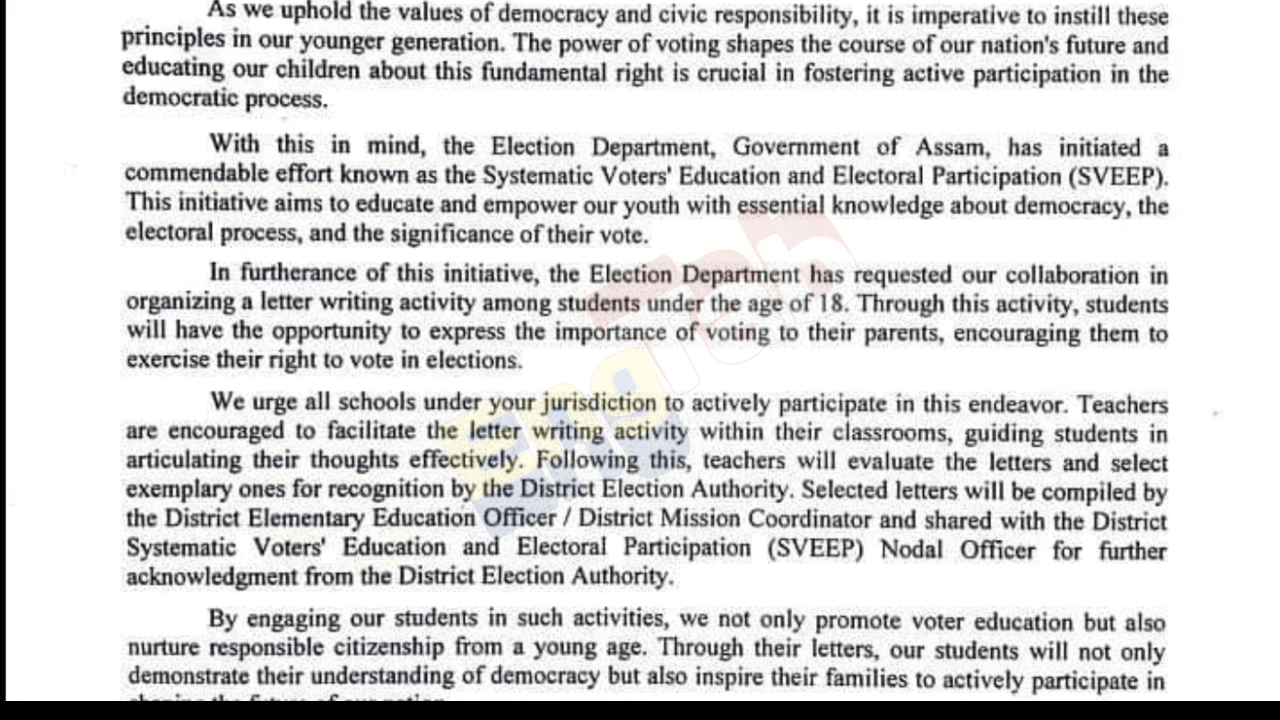 As we uphold the values of democracy and civic responsibility, it is imperative to instill these
principles in our younger generation. The power of voting shapes the course of our nation's future and
educating our children about this fundamental right is crucial in fostering active participation in the
democratic process.
With this in mind, the Election Department, Government of Assam, has initiated a
commendable effort known as the Systematic Voters' Education and Electoral Participation (SVEEP).
This initiative aims to educate and empower our youth with essential knowledge about democracy, the
electoral process, and the significance of their vote.
In furtherance of this initiative, the Election Department has requested our collaboration in
organizing a letter writing activity among students under the age of 18. Through this activity, students
will have the opportunity to express the importance of voting to their parents, encouraging them to
exercise their right to vote in elections.
We urge all schools under your jurisdiction to actively participate in this endeavor. Teachers
are encouraged to facilitate the letter writing activity within their classrooms, guiding students in
articulating their thoughts effectively. Following this, teachers will evaluate the letters and select
exemplary ones for recognition by the District Election Authority. Selected letters will be compiled by
the District Elementary Education Officer / District Mission Coordinator and shared with the District
Systematic Voters' Education and Electoral Participation (SVEEP) Nodal Officer for further
acknowledgment from the District Election Authority.
By engaging our students in such activities, we not only promote voter education but also
nurture responsible citizenship from a young age. Through their letters, our students will not only
demonstrate their understanding of democracy but also inspire their families to actively participate in